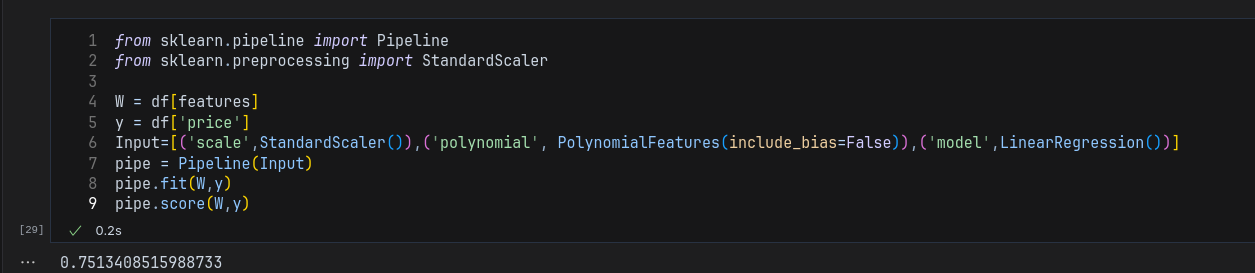 1 from sklearn.pipeline import Pipeline
2 from sklearn.preprocessing import StandardScaler
3
4 W = df[features]
5 y = df['price']
6 Input=[('scale',StandardScaler()),('polynomial', PolynomialFeatures(include_bias=False)),('model',LinearRegression())]
7 pipe = Pipeline(Input)
8 pipe.fit(W,y)
9 pipe.score(W,y)
[29] ✓ 0.2s
... 0.7513408515988733